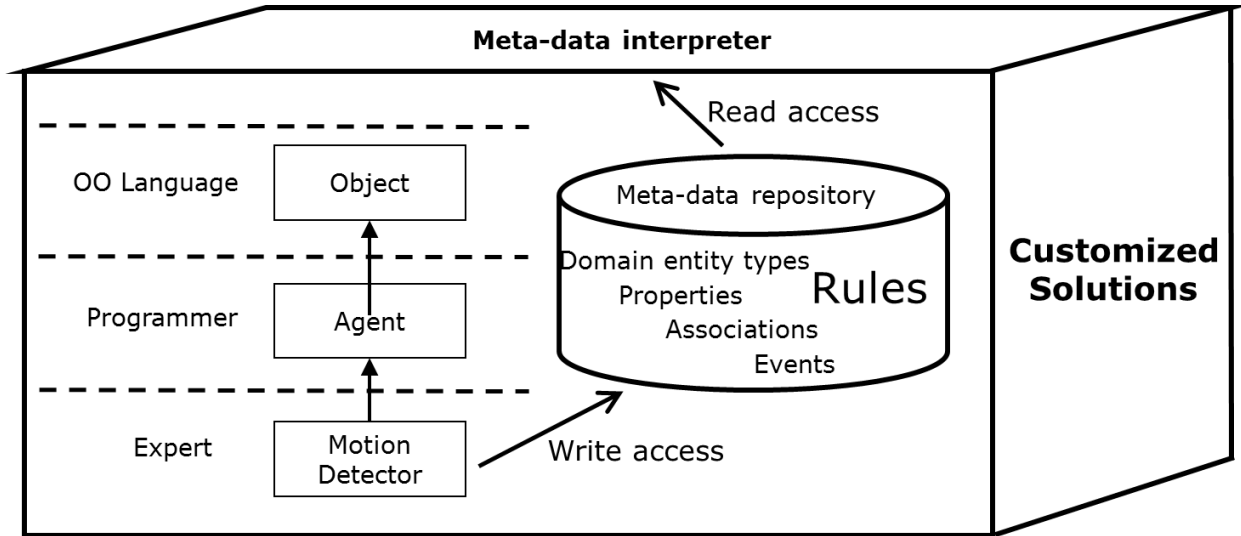 Meta-data interpreter
Read access
OO Language
Object
Meta-data repository
Domain entity types
Properties
Rules
Associations
Events
Programmer
Agent
Expert
Motion
Detector
Write access
Customized
Solutions